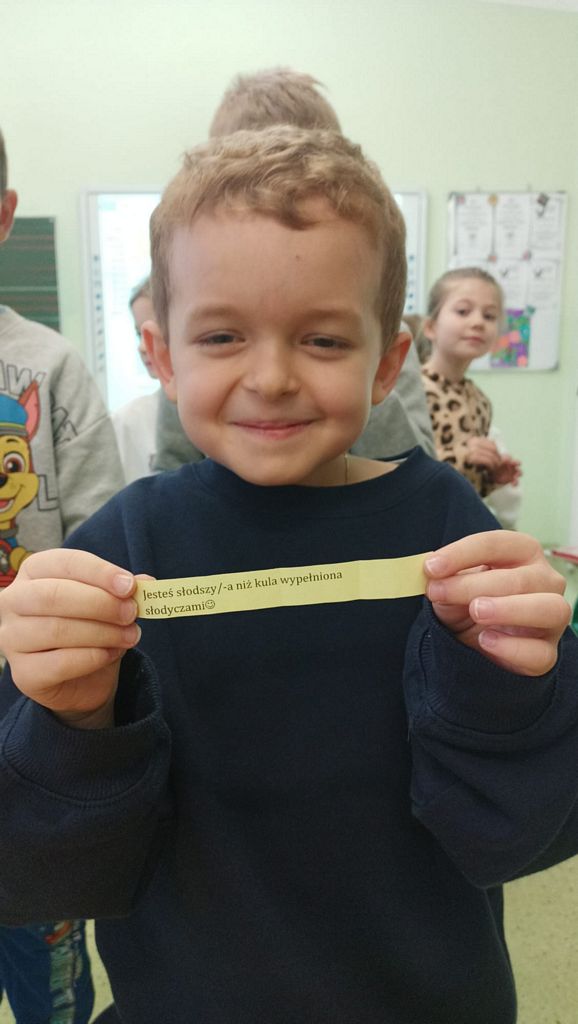 Jesteś słodszy/-a niż kula wypełniona
słodyczami☺